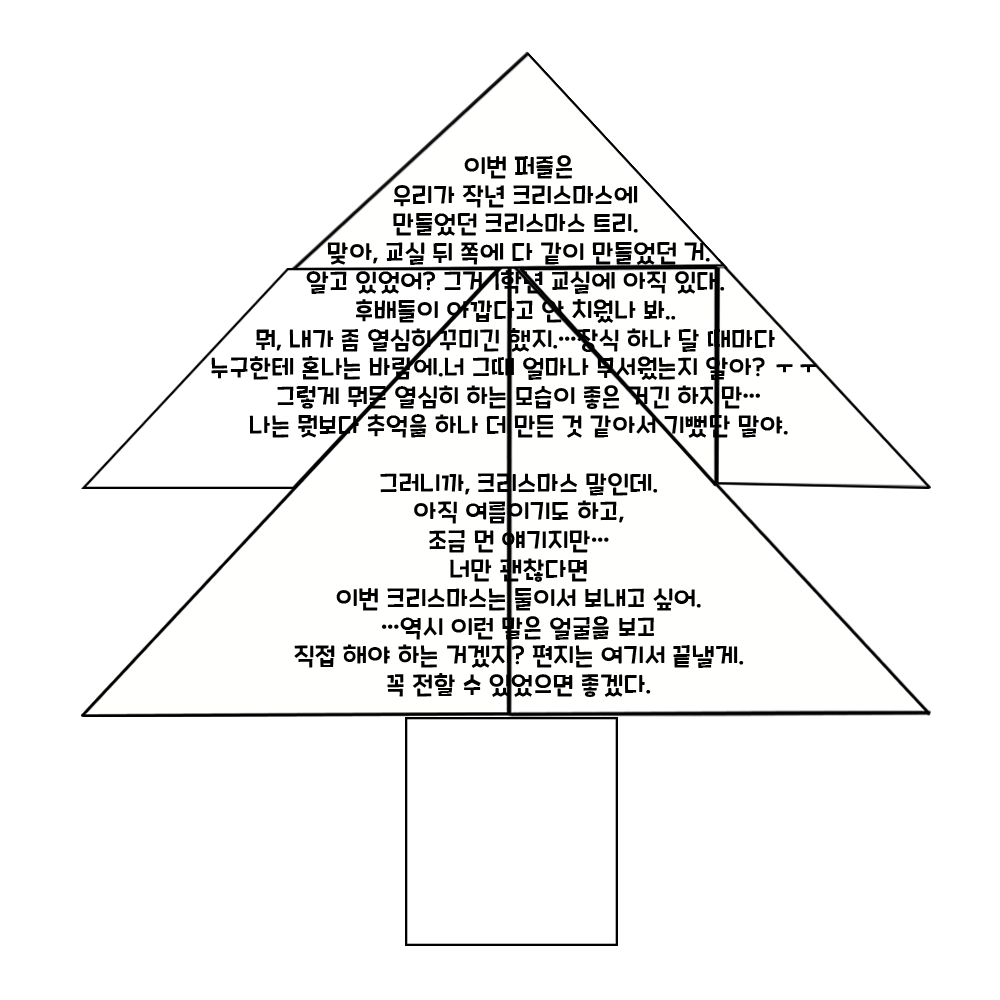 이번 퍼즐은
우리가 작년 크리스마스에
만들었던 크리스마스 트리.
맞아, 교실 뒤 쪽에 다 같이 만들었던 거.
알고 있었어? 그거 1학년 교실에 아직 있다.
후배들이 아깝다고 안 치웠나 봐..
뭐, 내가 좀 열심히 꾸미긴 했지.…장식 하나 달 때마다
누구한테 혼나는 바람에.너 그때 얼마나 무서웠는지 알아? ㅜㅜ
그렇게 뭐든 열심히 하는 모습이 좋은 거긴 하지만…
나는 뭣보다 추억을 하나 더 만든 것 같아서 기뻤단 말야.
그러니까, 크리스마스 말인데.
아직 여름이기도 하고,
조금 먼 얘기지만…
너만 괜찮다면
이번 크리스마스는 둘이서 보내고 싶어.
…역시 이런 말은 얼굴을 보고
직접 해야 하는 거겠지? 편지는 여기서 끝낼게.
꼭 전할 수 있었으면 좋겠다.